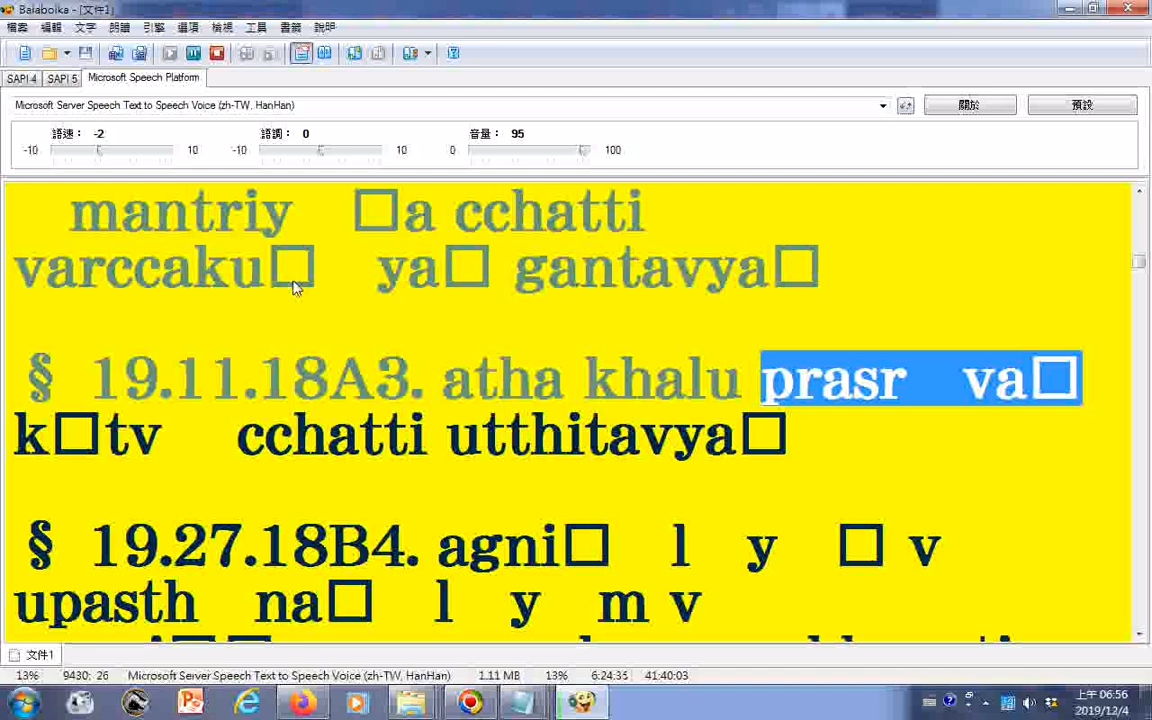 Balabolka - [文件1]
檔案 編輯 文字 朗讀 引擎 選項 檢視 工具 書籤 說明
SAPI 4 SAPI 5 Microsoft Speech Platform
Microsoft Server Speech Text to Speech Voice (zh-TW, HanHan) 關於 預設
語速： -2 語調： 0 音量： 95
-10 10 -10 10 0 100
mantriy □a cchatti
varccaku□ ya□ gantavya□
§ 19.11.18A3. atha khalu prasr va□
k□tv cchatti utthitavya□
§ 19.27.18B4. agni□ l y □ v
upasth na□ l y m v
文件1
13% 9430: 26 Microsoft Server Speech Text to Speech Voice (zh-TW, HanHan) 1.11 MB 13% 6:24:35 41:40:03
上午 06:56
2019/12/4